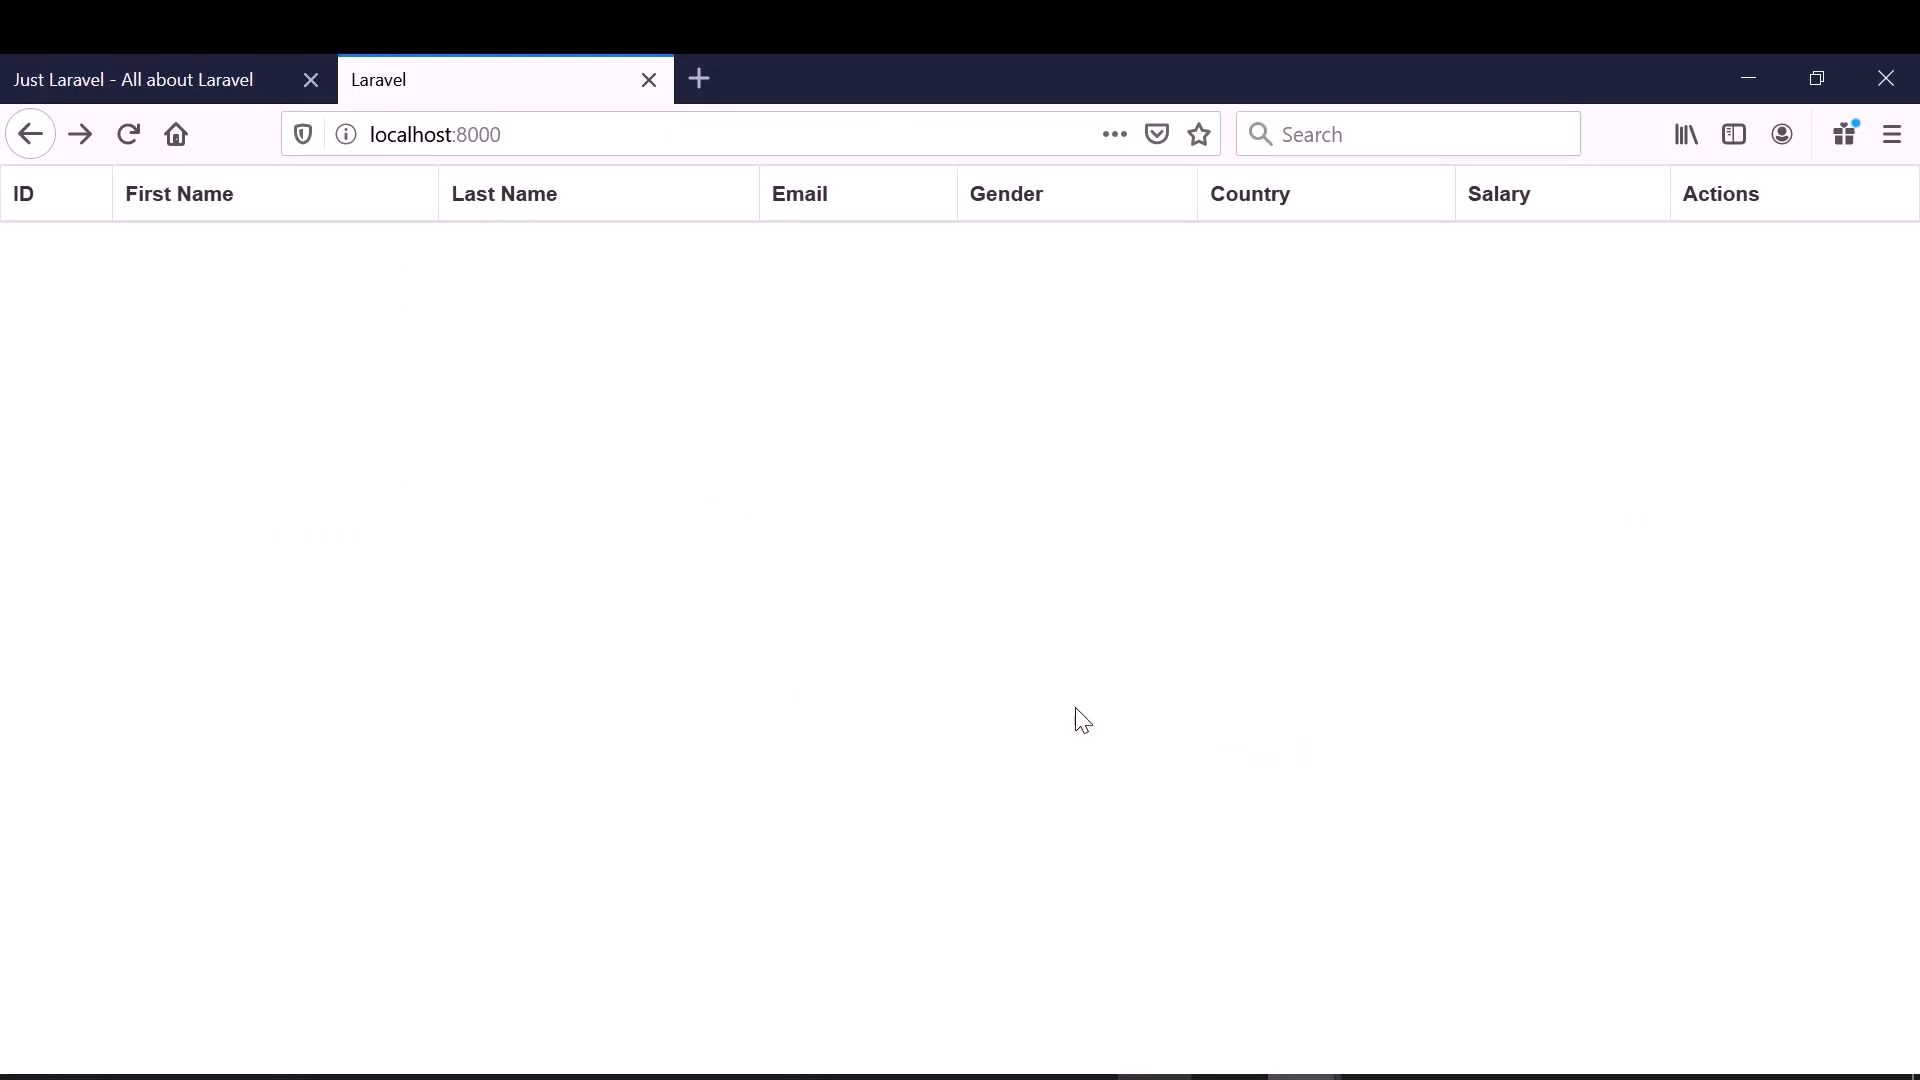 Just Laravel - All about Laravel
Laravel
localhost:8000
Search
ID First Name Last Name Email Gender Country Salary Actions